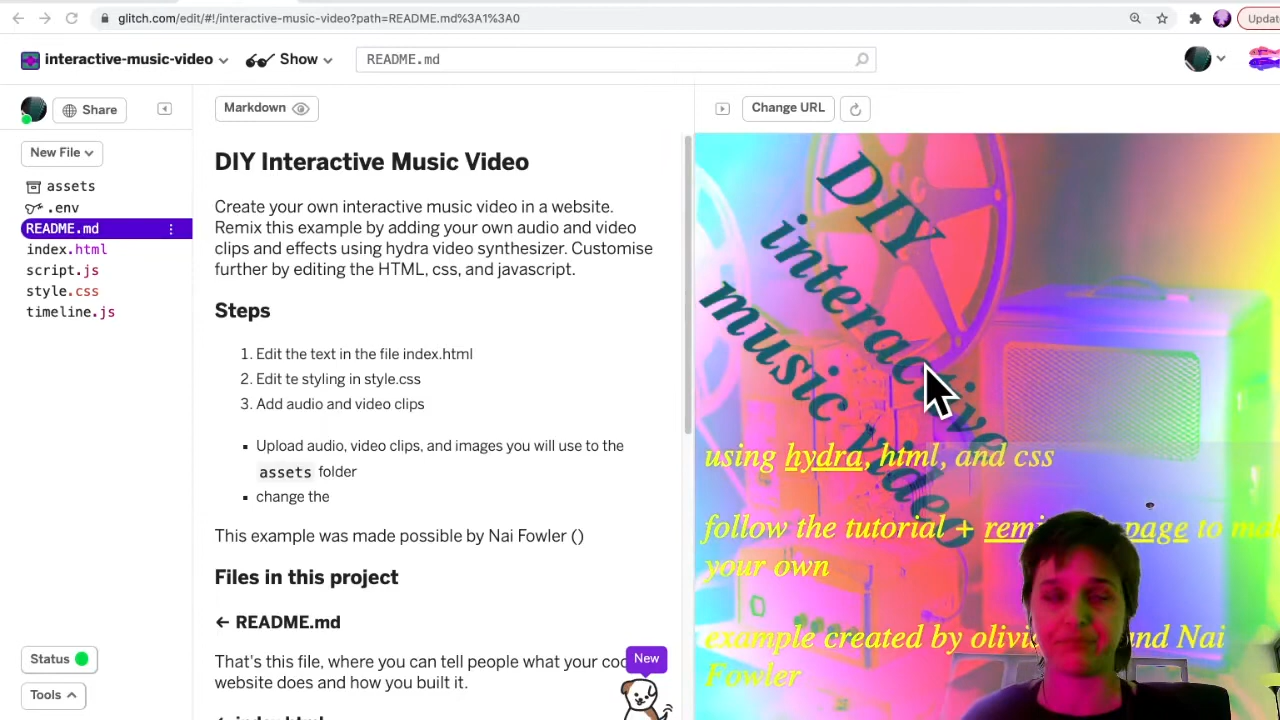 glitch.com/edit/#!/interactive-music-video?path=README.md%3A1%3A0
interactive-music-video
Show
README.md
Share
New File
assets
.env
README.md
index.html
script.js
style.css
timeline.js
Status
Tools
Markdown
DIY Interactive Music Video
Create your own interactive music video in a website.
Remix this example by adding your own audio and video
clips and effects using hydra video synthesizer. Customise
further by editing the HTML, css, and javascript.
Steps
1. Edit the text in the file index.html
2. Edit te styling in style.css
3. Add audio and video clips
Upload audio, video clips, and images you will use to the
assets folder
change the
This example was made possible by Nai Fowler ()
Files in this project
← README.md
That's this file, where you can tell people what your
website does and how you built it.
New
Change URL
DIY
interactive
music video
using hydra, html, and css
follow the tutorial + page to
your own
example created by and Nai
Fowler